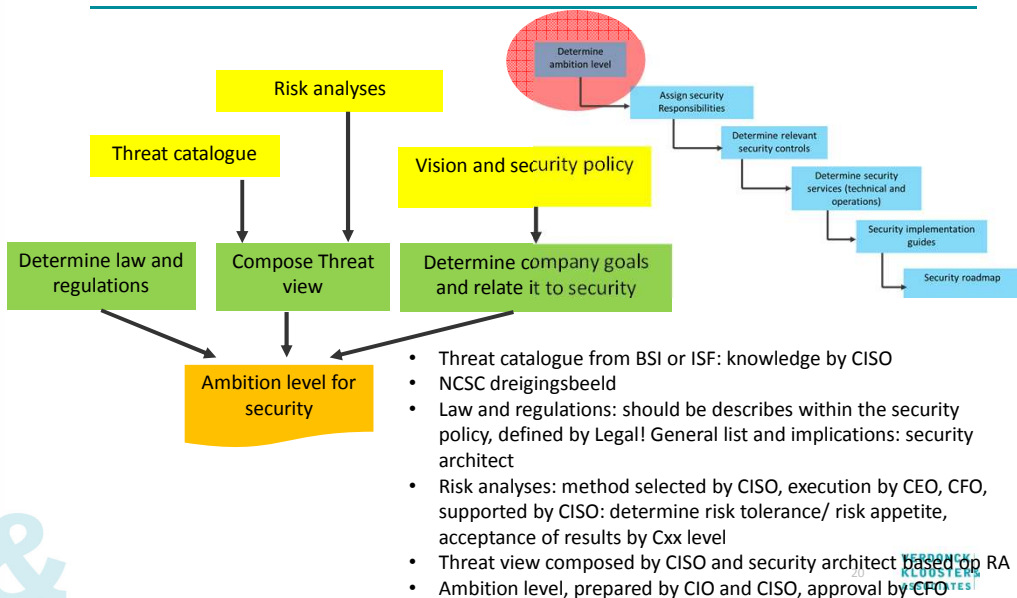 Risk analyses
Threat catalogue
Vision and security policy
Determine law and
regulations
Compose Threat
view
Determine company goals
and relate it to security
Ambition level for
security
Determine
ambition level
Assign security
Responsibilities
Determine relevant
security controls
Determine security
services (technical and
operations)
Security implementation
guides
Security roadmap
• Threat catalogue from BSI or ISF: knowledge by CISO
• NCSC dreigingsbeeld
• Law and regulations: should be describes within the security
policy, defined by Legal! General list and implications: security
architect
• Risk analyses: method selected by CISO, execution by CEO, CFO,
supported by CISO: determine risk tolerance/ risk appetite,
acceptance of results by Cxx level
• Threat view composed by CISO and security architect based op RA
• Ambition level, prepared by CIO and CISO, approval by CFO
20
VERDONCK
KLOOSTERS
ASSOCIATES
&